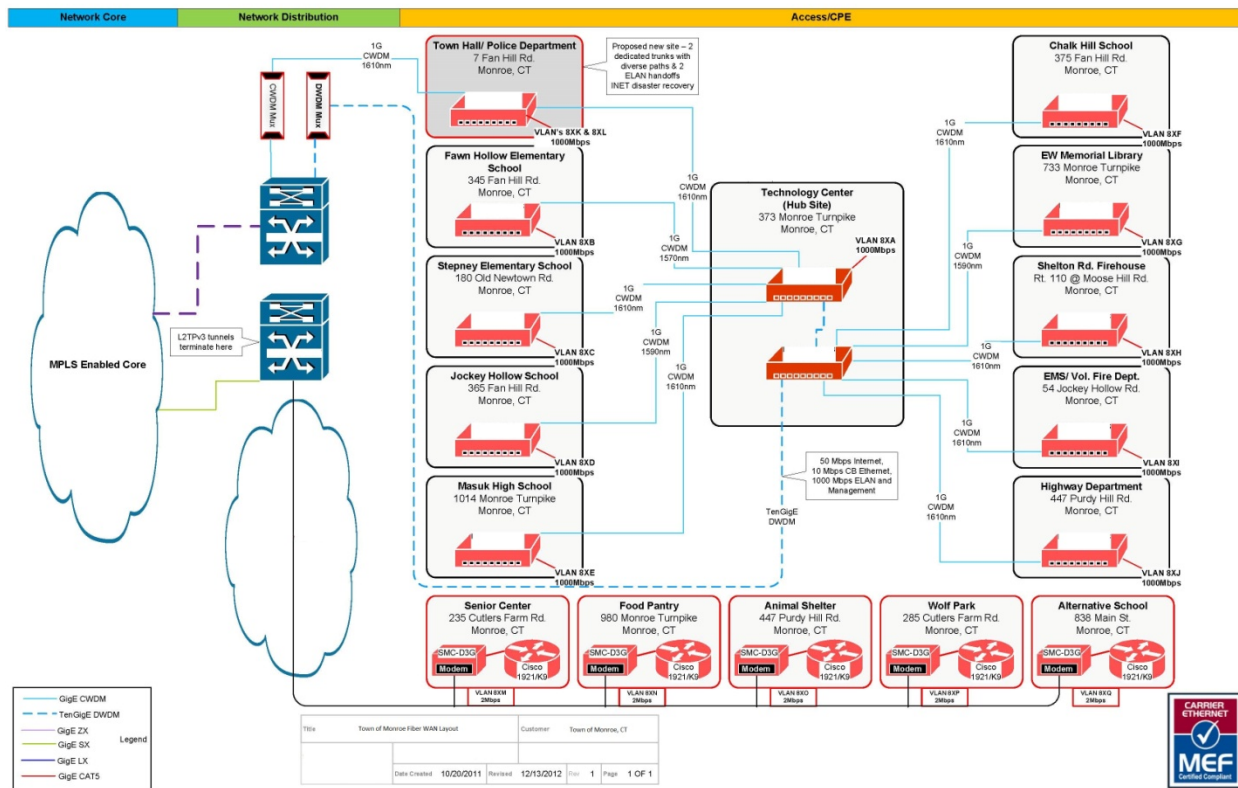 Network Core
Network Distribution
Access/CPE
1G
CWDM
1610nm
CWDM Mux
DWDM Mux
Town Hall/ Police Department
7 Fan Hill Rd.
Monroe, CT
VLAN's 8XK & 8XL
1000Mbps
Proposed new site – 2
dedicated trunks with
diverse paths & 2
ELAN handoffs
INET disaster recovery
Fawn Hollow Elementary
School
345 Fan Hill Rd.
Monroe, CT
VLAN 8XB
1000Mbps
Stepney Elementary School
180 Old Newtown Rd.
Monroe, CT
VLAN 8XC
1000Mbps
Jockey Hollow School
365 Fan Hill Rd.
Monroe, CT
VLAN 8XD
1000Mbps
Masuk High School
1014 Monroe Turnpike
Monroe, CT
VLAN 8XE
1000Mbps
MPLS Enabled Core
L2TPv3 tunnels
terminate here
1G
CWDM
1610nm
1G
CWDM
1570nm
1G
CWDM
1610nm
1G
CWDM
1590nm
1G
CWDM
1610nm
Technology Center
(Hub Site)
373 Monroe Turnpike
Monroe, CT
VLAN 8XA
1000Mbps
50 Mbps Internet,
10 Mbps CB Ethernet,
1000 Mbps ELAN and
Management
TenGigE
DWDM
1G
CWDM
1610nm
1G
CWDM
1590nm
1G
CWDM
1610nm
1G
CWDM
1610nm
1G
CWDM
1610nm
Chalk Hill School
375 Fan Hill Rd.
Monroe, CT
VLAN 8XF
1000Mbps
EW Memorial Library
733 Monroe Turnpike
Monroe, CT
VLAN 8XG
1000Mbps
Shelton Rd. Firehouse
Rt. 110 @ Moose Hill Rd.
Monroe, CT
VLAN 8XH
1000Mbps
EMS/ Vol. Fire Dept.
54 Jockey Hollow Rd.
Monroe, CT
VLAN 8XI
1000Mbps
Highway Department
447 Purdy Hill Rd.
Monroe, CT
VLAN 8XJ
1000Mbps
Senior Center
235 Cutlers Farm Rd.
Monroe, CT
SMC-D3G
Modem
Cisco
1921/K9
VLAN 8XM
2Mbps
Food Pantry
980 Monroe Turnpike
Monroe, CT
SMC-D3G
Modem
Cisco
1921/K9
VLAN 8XN
2Mbps
Animal Shelter
447 Purdy Hill Rd.
Monroe, CT
SMC-D3G
Modem
Cisco
1921/K9
VLAN 8XO
2Mbps
Wolf Park
285 Cutlers Farm Rd.
Monroe, CT
SMC-D3G
Modem
Cisco
1921/K9
VLAN 8XP
2Mbps
Alternative School
838 Main St.
Monroe, CT
SMC-D3G
Modem
Cisco
1921/K9
VLAN 8XQ
2Mbps
GigE CWDM
TenGigE DWDM
GigE ZX
GigE SX
GigE LX
GigE CAT5
Legend
Title Town of Monroe Fiber WAN Layout Customer Town of Monroe, CT
Date Created 10/20/2011 Revised 12/13/2012 Rev 1 Page 1 OF 1
CARRIER
ETHERNET
MEF
Certified Compliant